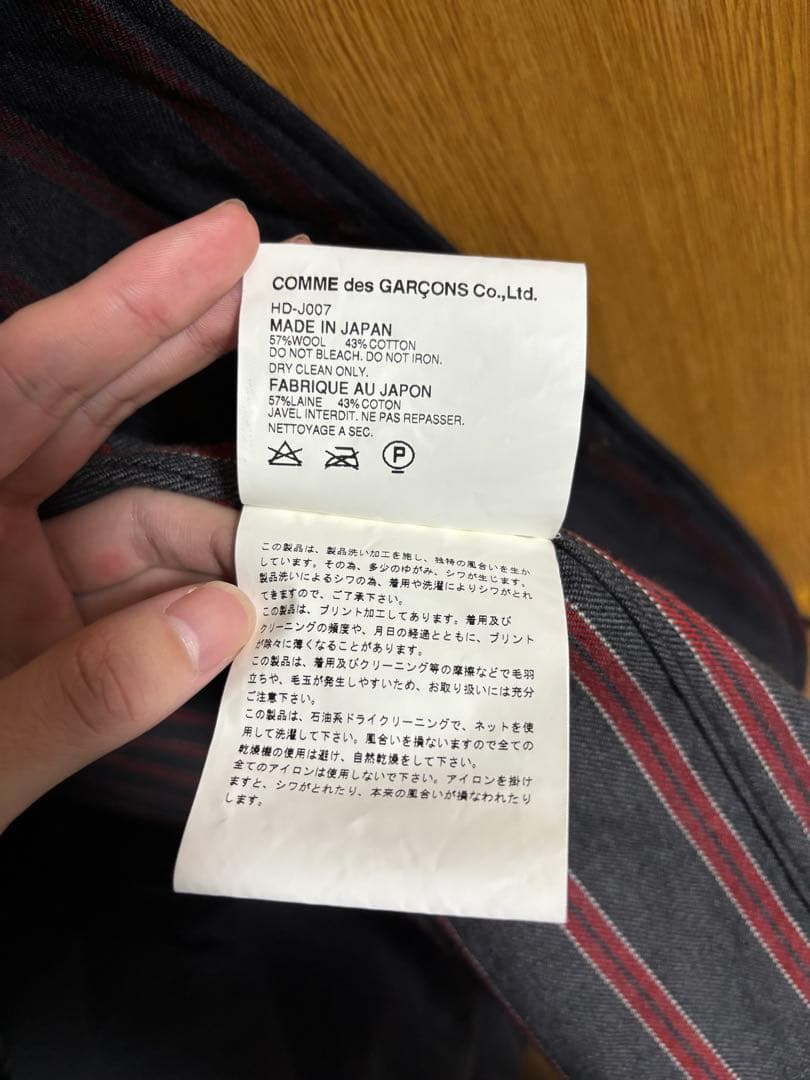 COMME des GARÇONS Co.,Ltd.
HD-J007
MADE IN JAPAN
57%WOOL 43%COTTON
DO NOT BLEACH. DO NOT IRON.
DRY CLEAN ONLY.
FABRIQUE AU JAPON
57%LAINE 43%COTON
JAVEL INTERDIT. NE PAS REPASSER.
NETTOYAGE A SEC.
P
この製品は、製品洗い加工を施し、独特の風合いを生か
しています。その為、多少のゆがみ、シワが生じます。
製品洗いによるシワの為、着用や洗濯によりシワがとれ
てきますので、ご了承下さい。
この製品は、プリント加工してあります。着用及び
クリーニングの頻度や、月日の経過とともに、プリント
が徐々に薄くなることがあります。
この製品は、着用及びクリーニング等の摩擦などで毛羽
立ちや、毛玉が発生しやすいため、お取り扱いには充分
ご注意下さい。
この製品は、石油系ドライクリーニングで、ネットを使
用して洗濯して下さい。風合いを損ないますので全ての
乾燥機の使用は避け、自然乾燥をして下さい。
全てのアイロンは使用しないで下さい。アイロンを掛け
ますと、シワがとれたり、本来の風合いが損なわれたり
します。